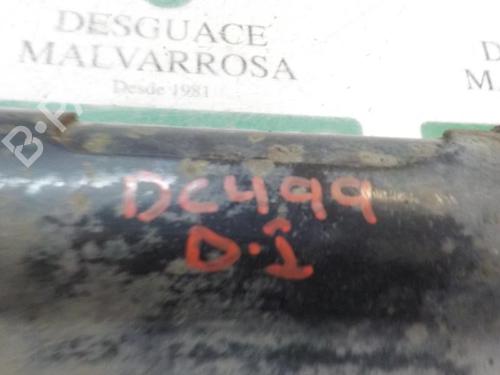 DESGUACE
MALVARROSA
Desde 1981
D
M
B-P
DC499
D.I